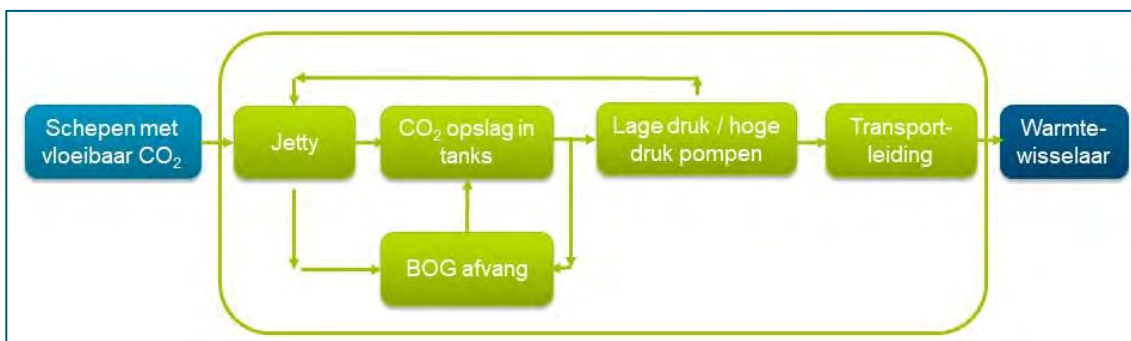 Schepen met
vloeibaar CO₂
Jetty
CO₂ opslag in
tanks
Lage druk / hoge
druk pompen
Transport-
leiding
Warmte-
wisselaar
BOG afvang